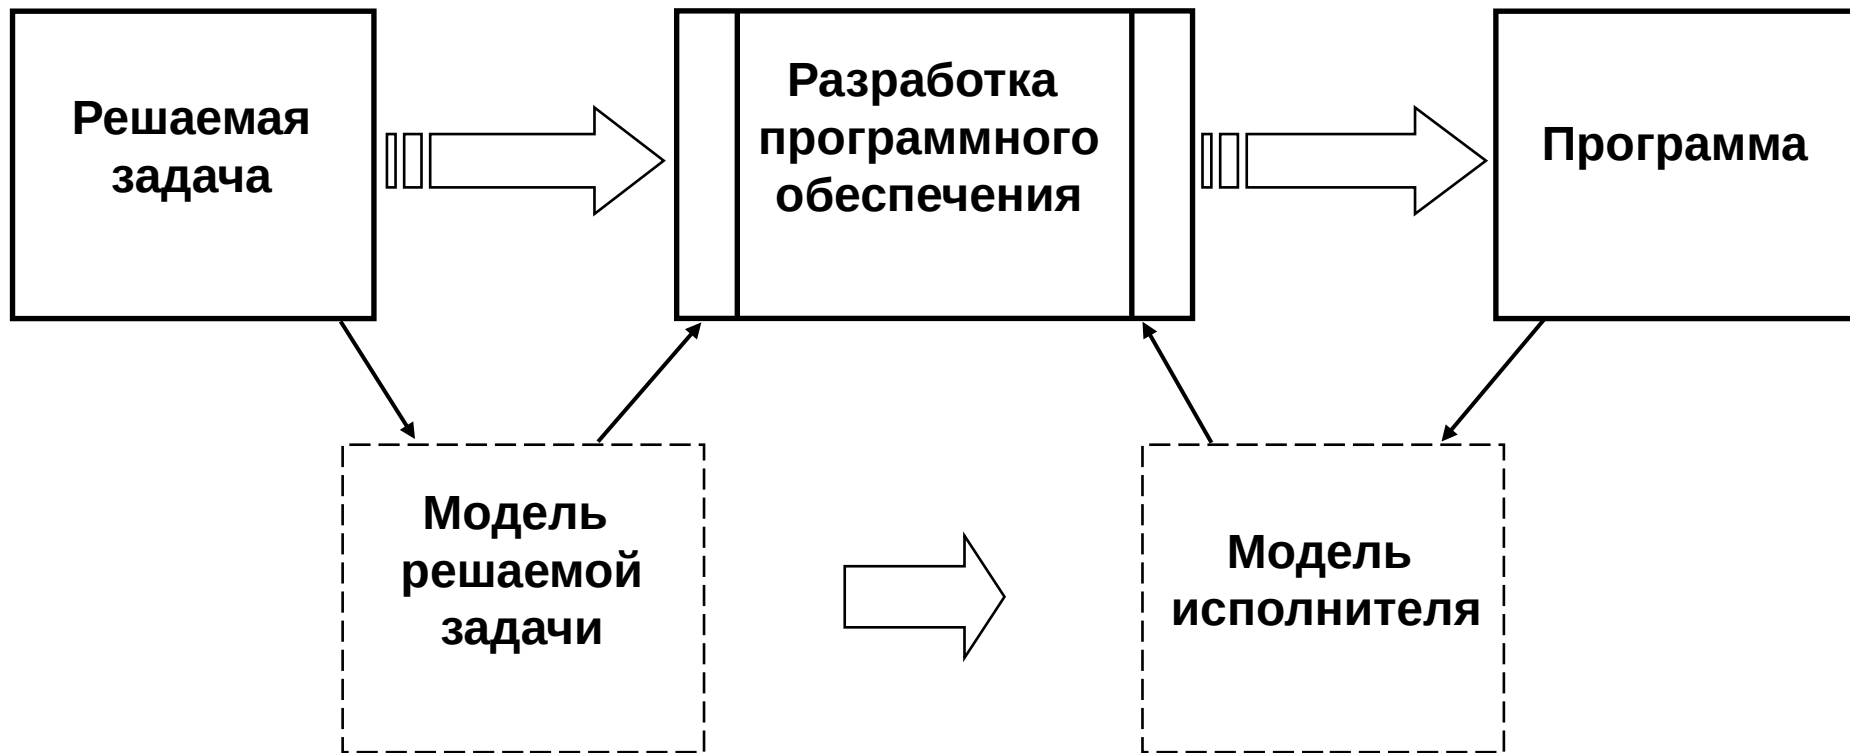 Решаемая
задача
Разработка
программного
обеспечения
Программа
Модель
решаемой
задачи
Модель
исполнителя